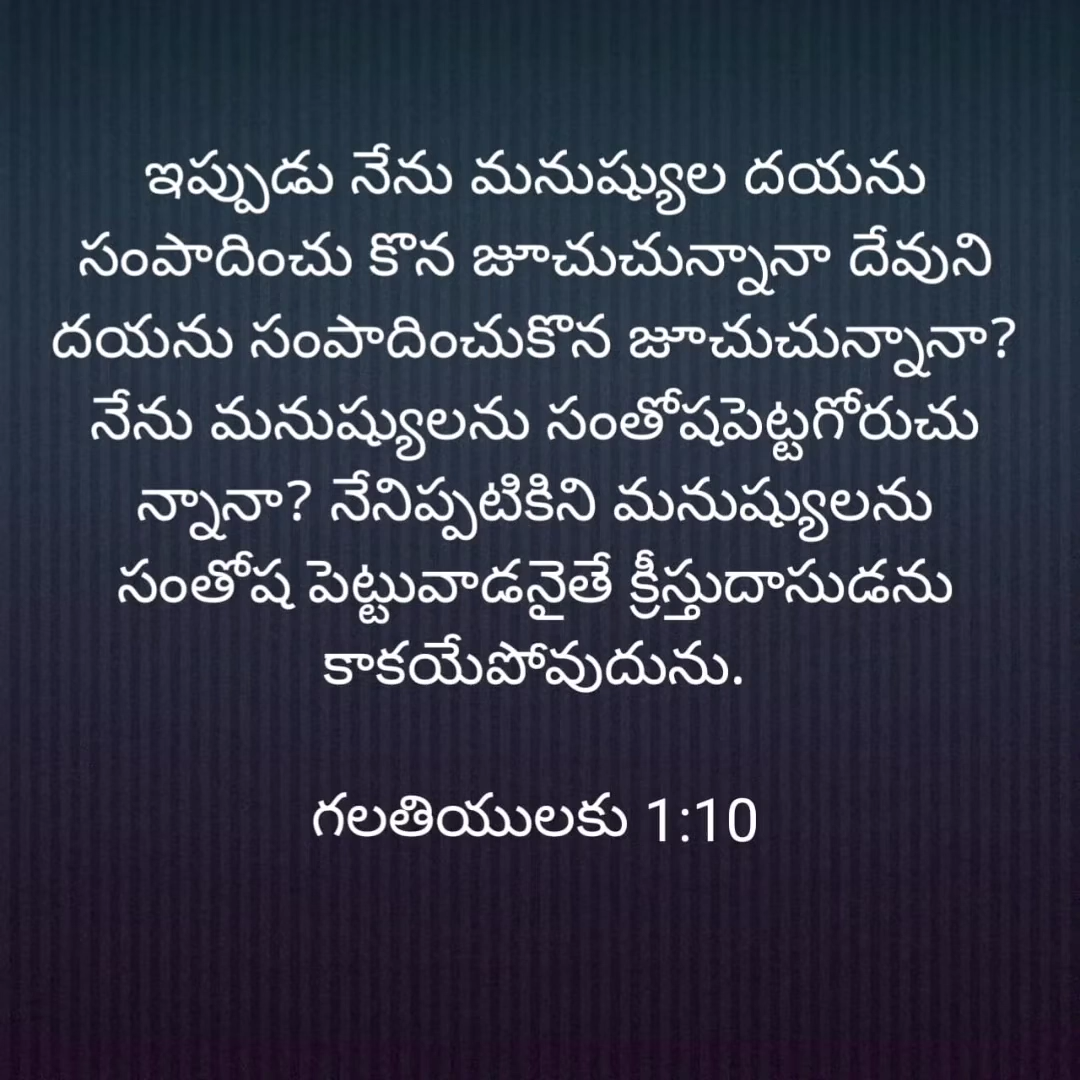 ఇప్పుడు నేను మనుష్యుల దయను
సంపాదించు కొన జూచుచున్నానా దేవుని
దయను సంపాదించుకొన జూచుచున్నానా?
నేను మనుష్యులను సంతోషపెట్టగోరుచు
న్నానా? నేనిప్పటికిని మనుష్యులను
సంతోష పెట్టువాడనైతే క్రీస్తుదాసుడను
కాకయేపోవుదును.
గలతియులకు 1:10